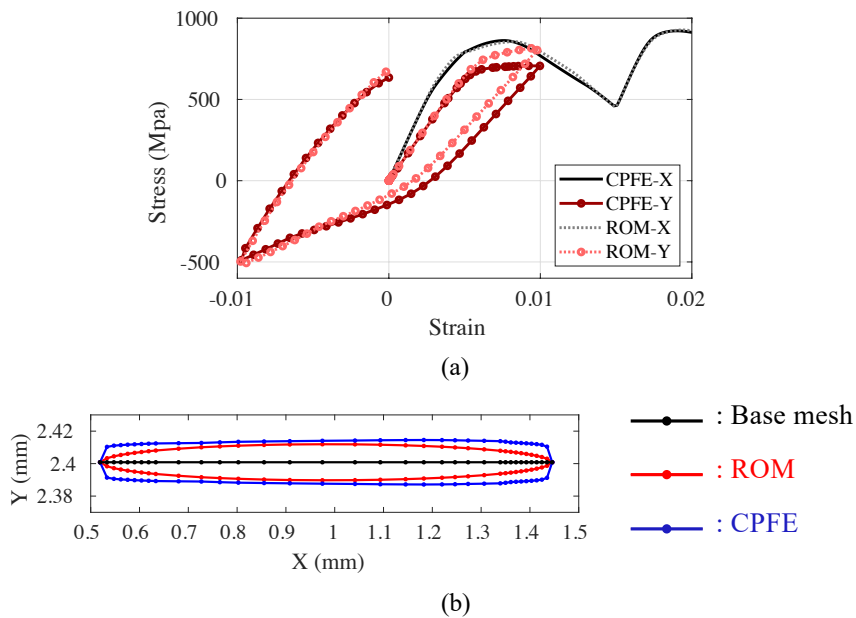 1000
500
0
-500
Stress (Mpa)
CPFE-X
CPFE-Y
ROM-X
ROM-Y
-0.01 0 0.01 0.02
Strain
(a)
2.42
2.4
2.38
Y (mm)
0.5 0.6 0.7 0.8 0.9 1 1.1 1.2 1.3 1.4 1.5
X (mm)
: Base mesh
: ROM
: CPFE
(b)